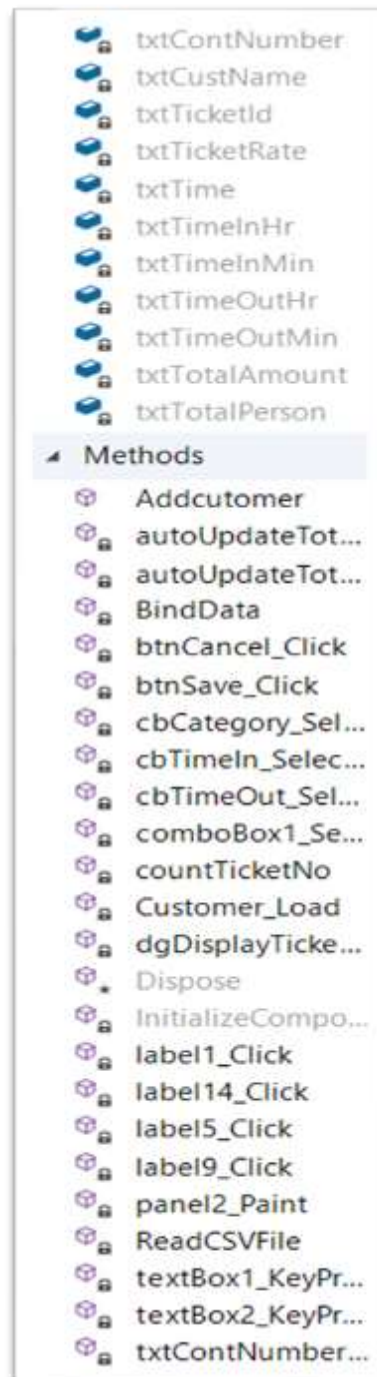 txtContNumber
txtCustName
txtTicketId
txtTicketRate
txtTime
txtTimeInHr
txtTimeInMin
txtTimeOutHr
txtTimeOutMin
txtTotalAmount
txtTotalPerson
Methods
Addcutomer
autoUpdateTot...
autoUpdateTot...
BindData
btnCancel_Click
btnSave_Click
cbCategory_Sel...
cbTimeIn_Selec...
cbTimeOut_Sel...
comboBox1_Se...
countTicketNo
Customer_Load
dgDisplayTicke...
Dispose
InitializeCompo...
label1_Click
label14_Click
label5_Click
label9_Click
panel2_Paint
ReadCSVFile
textBox1_KeyPr...
textBox2_KeyPr...
txtContNumber...